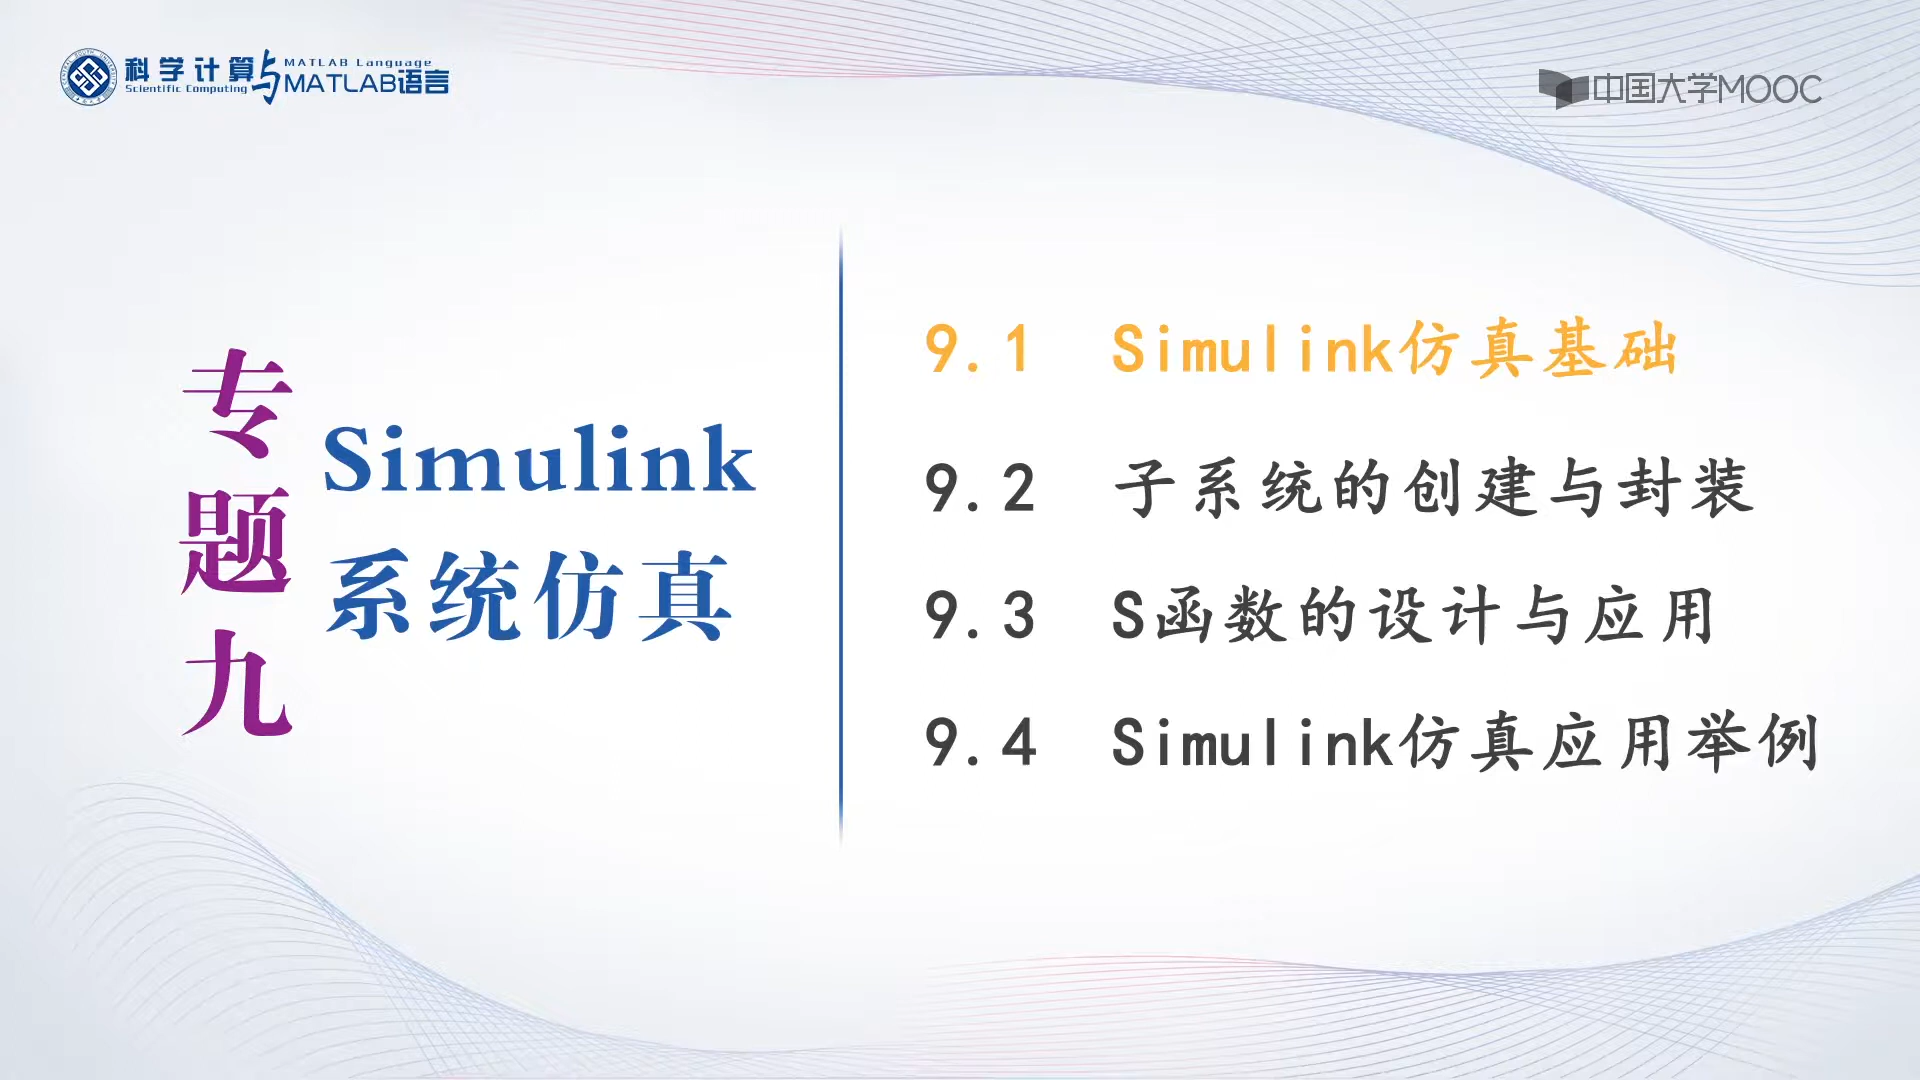 科学计算与MATLAB语言
Scientific Computing
MATLAB Language
中国大学MOOC
专题九
Simulink
系统仿真
9.1 Simulink仿真基础
9.2 子系统的创建与封装
9.3 S函数的设计与应用
9.4 Simulink仿真应用举例